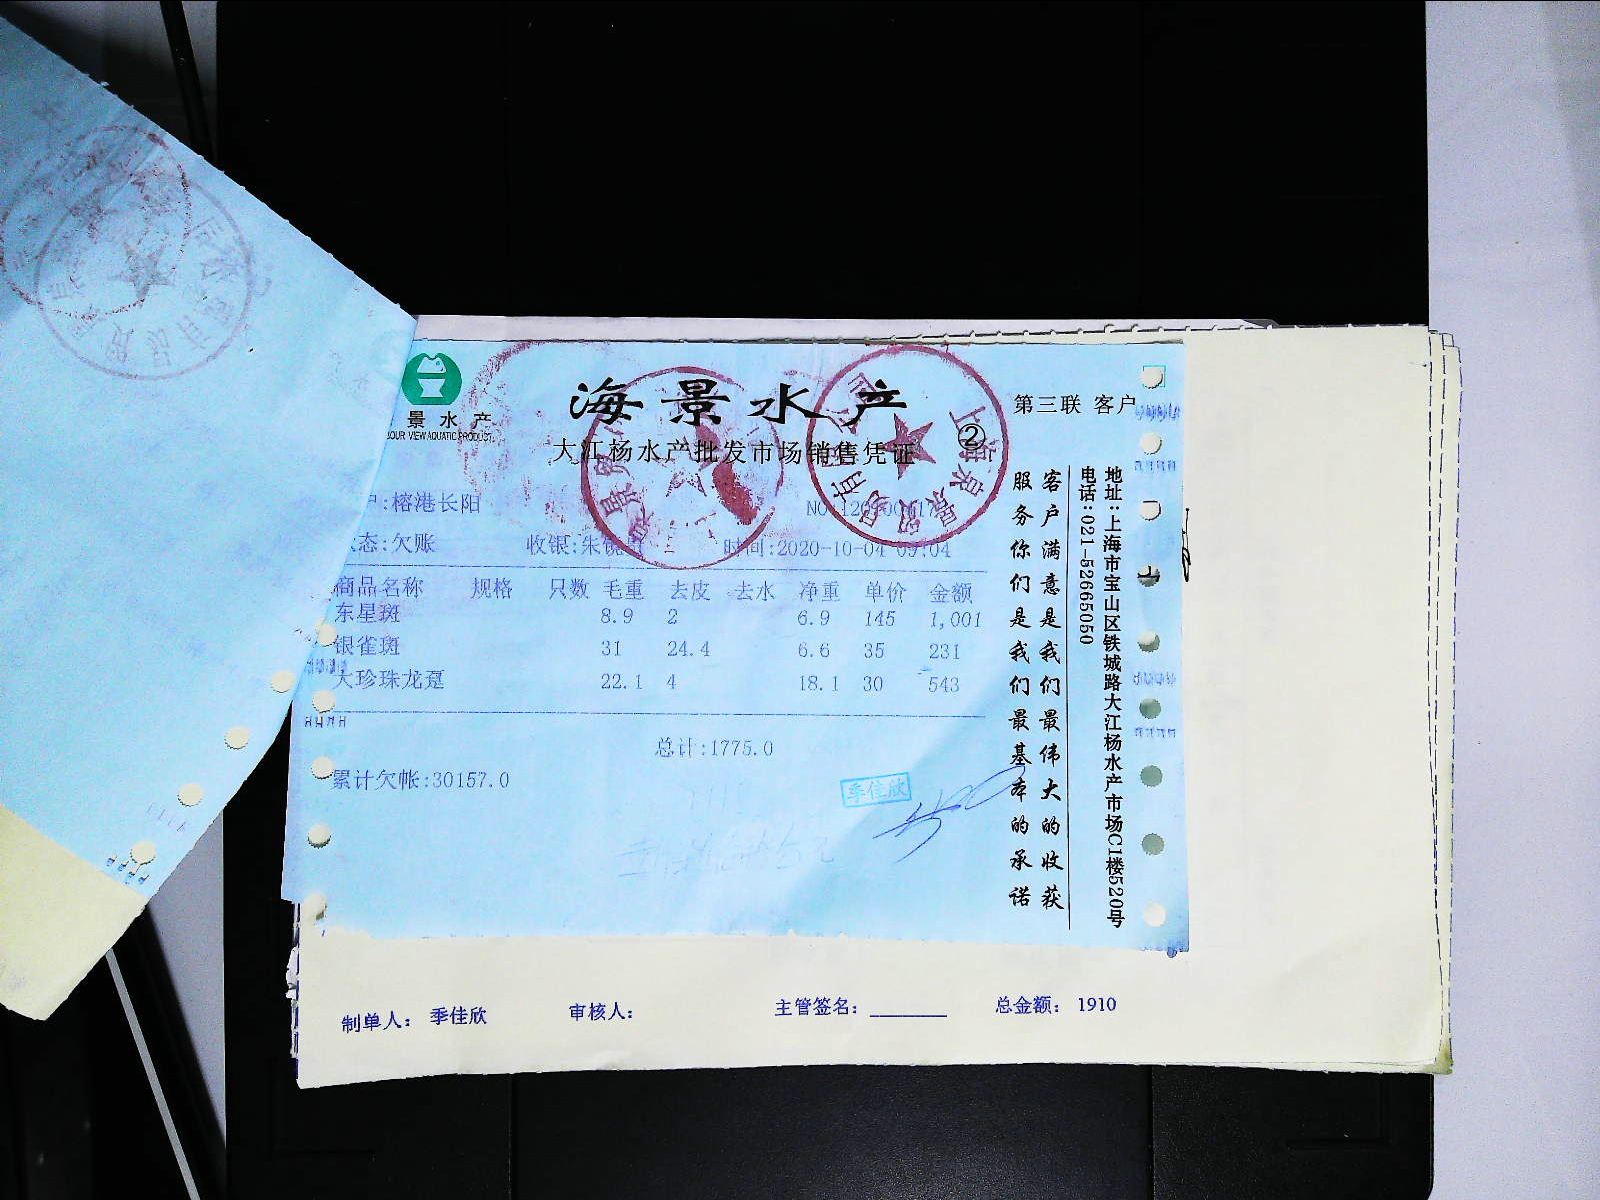 海景水产
大江杨水产批发市场销售凭证
②
第三联 客户
景水产
OUR VIEW AQUATIC PRODUCT
:榕港长阳
态:欠账 收银:朱 时间:2020-10-04 09:04
商品名称 规格 只数 毛重 去皮 去水 净重 单价 金额
东星斑 8.9 2 6.9 145 1,001
银雀斑 31 24.4 6.6 35 231
大珍珠龙趸 22.1 4 18.1 30 543
总计:1775.0
累计欠帐:30157.0
季佳欣
客户满意是我们最伟大的收获
服务你们是我们最基本的承诺
地址:上海市宝山区铁城路大江杨水产市场C1楼520号
电话:021-52665050
制单人: 季佳欣 审核人: 主管签名: 总金额: 1910